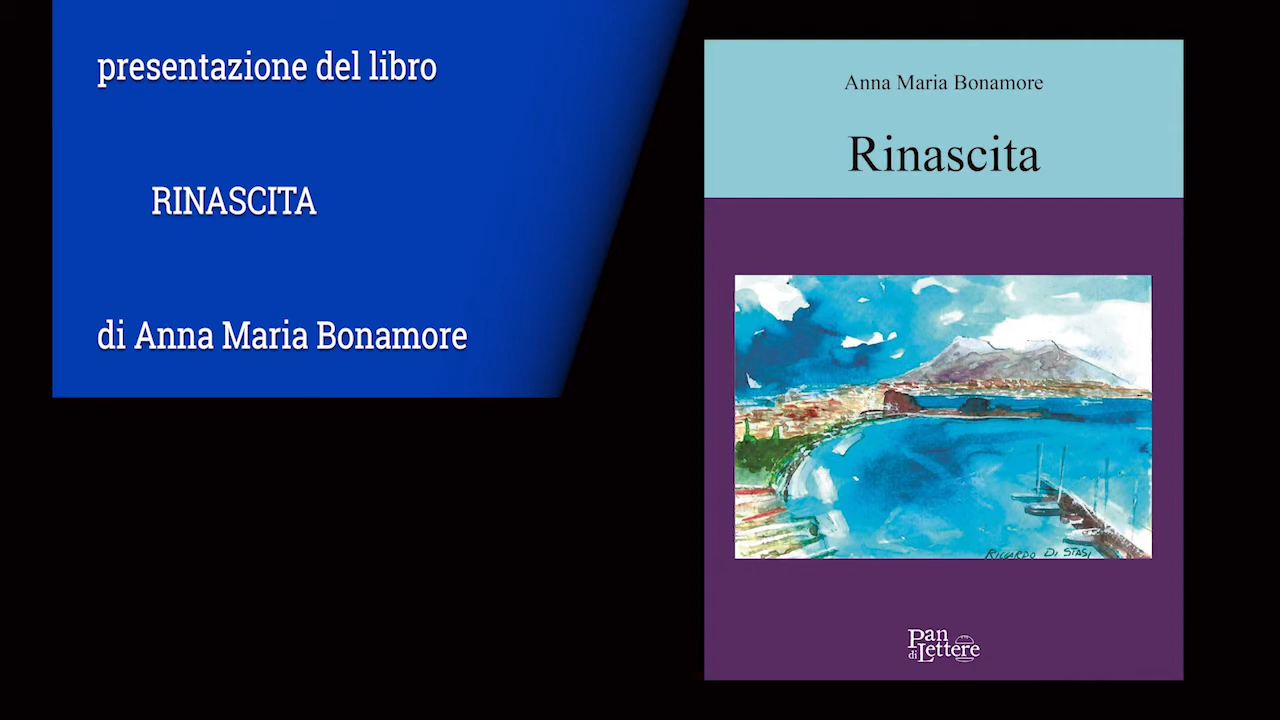 presentazione del libro
RINASCITA
di Anna Maria Bonamore
Anna Maria Bonamore
Rinascita
RICCARDO DI STASI
Pan
di Lettere